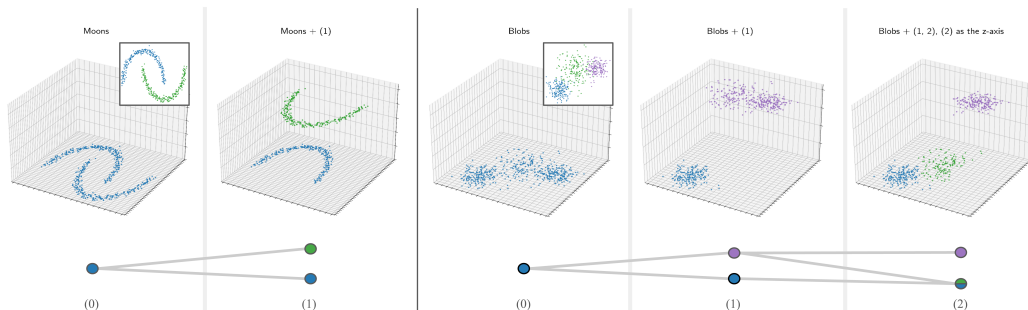 Moons
Moons + (1)
Blobs
Blobs + (1)
Blobs + (1, 2), (2) as the z-axis
(0)
(1)
(0)
(1)
(2)